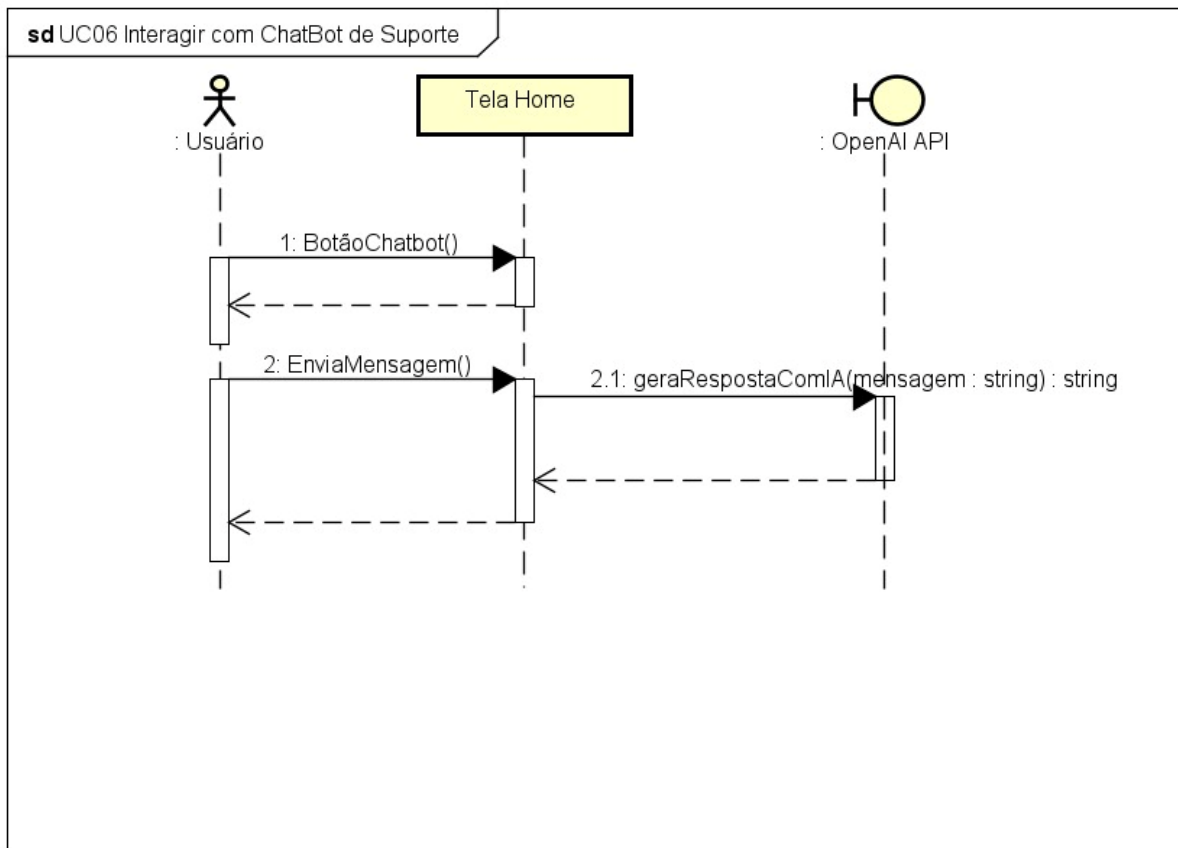 sd UC06 Interagir com ChatBot de Suporte
: Usuário
Tela Home
: OpenAI API
1: BotãoChatbot()
2: EnviaMensagem()
2.1: geraRespostaComIA(mensagem : string) : string